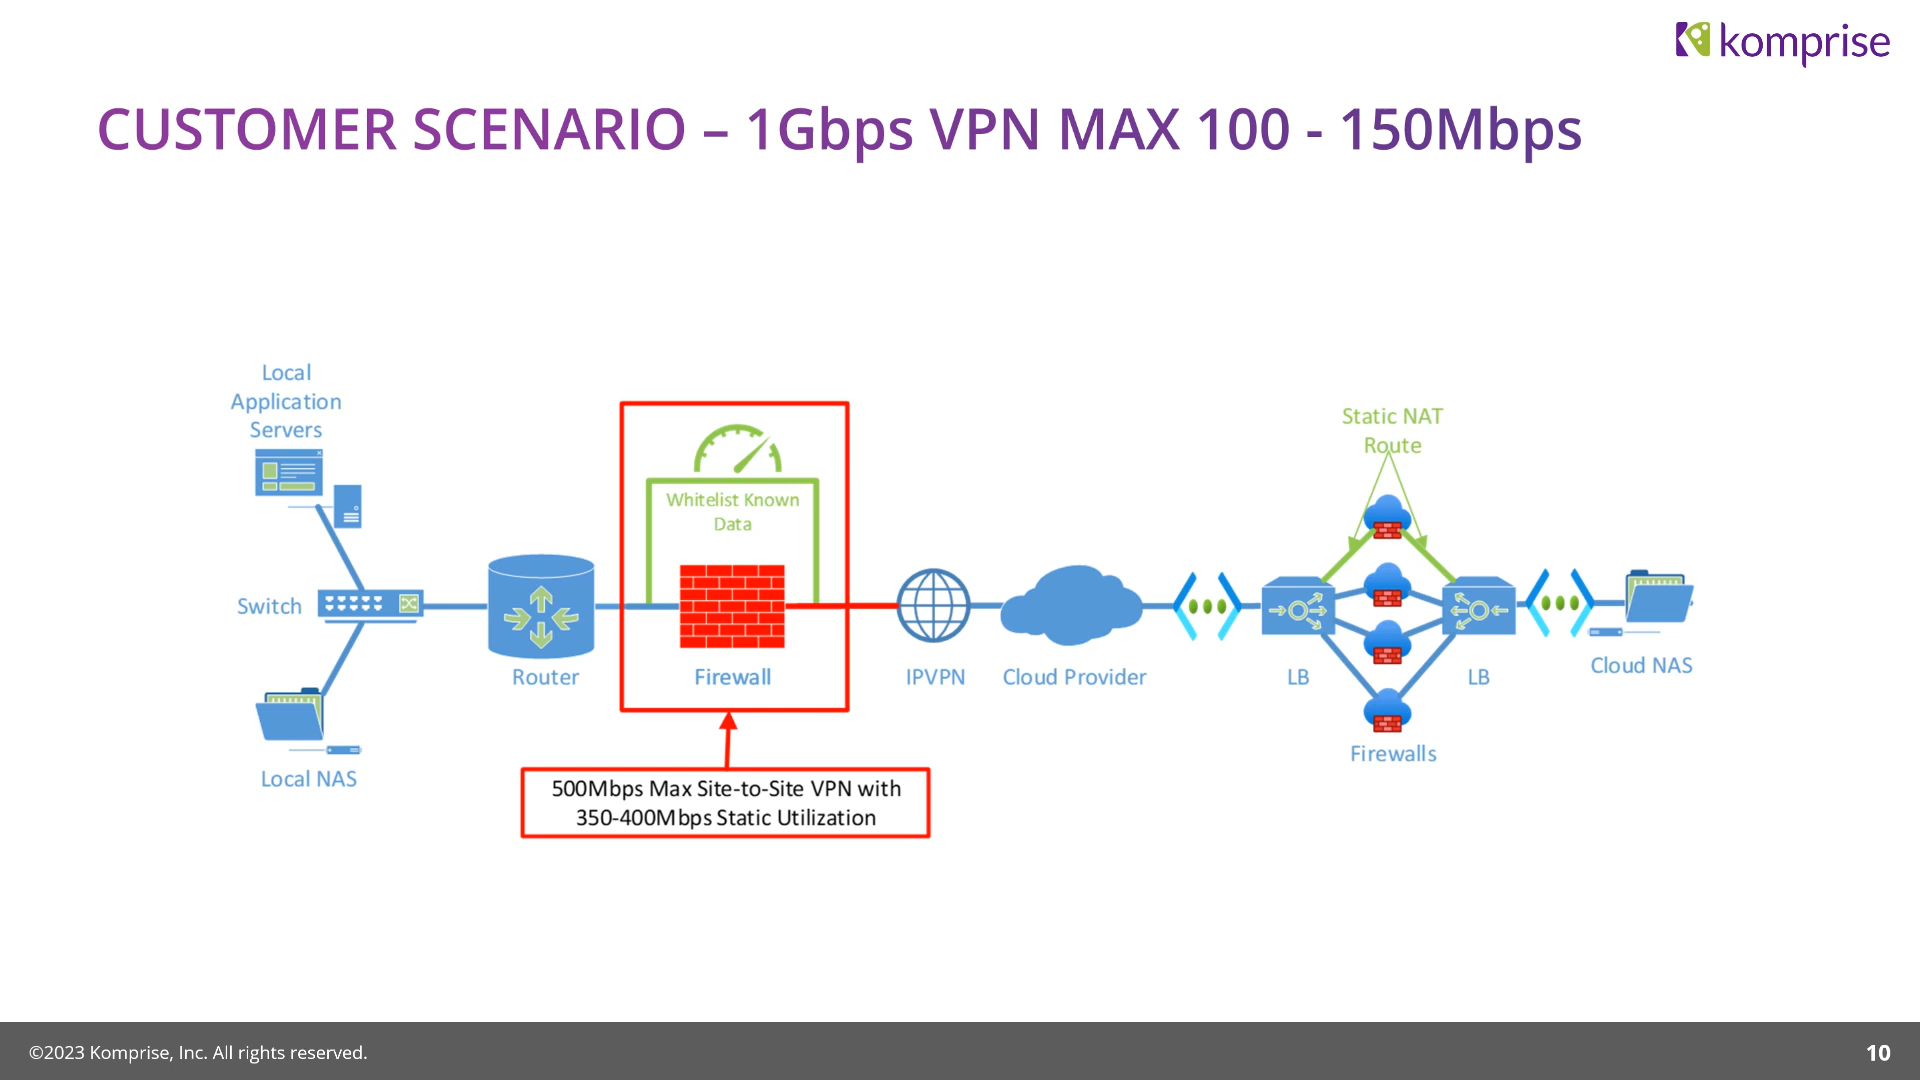 komprise
CUSTOMER SCENARIO – 1Gbps VPN MAX 100 - 150Mbps
Local
Application
Servers
Switch
Local NAS
Router
Whitelist Known
Data
Firewall
500Mbps Max Site-to-Site VPN with
350-400Mbps Static Utilization
IPVPN
Cloud Provider
LB
Static NAT
Route
Firewalls
LB
Cloud NAS
©2023 Komprise, Inc. All rights reserved.
10